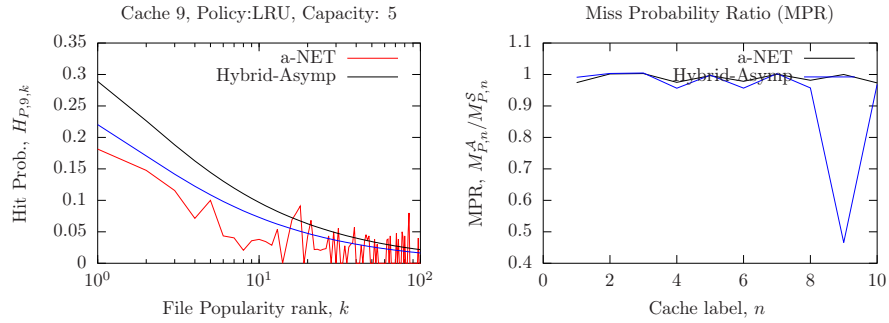 Cache 9, Policy:LRU, Capacity: 5
Hit Prob., H_{P,9,k}
0.35
0.3
0.25
0.2
0.15
0.1
0.05
0
a-NET
Hybrid-Asymp
10^0
10^1
10^2
File Popularity rank, k
Miss Probability Ratio (MPR)
MPR, M^A_{P,n}/M^S_{P,n}
1.1
1
0.9
0.8
0.7
0.6
0.5
0.4
a-NET
Hybrid-Asymp
0
2
4
6
8
10
Cache label, n